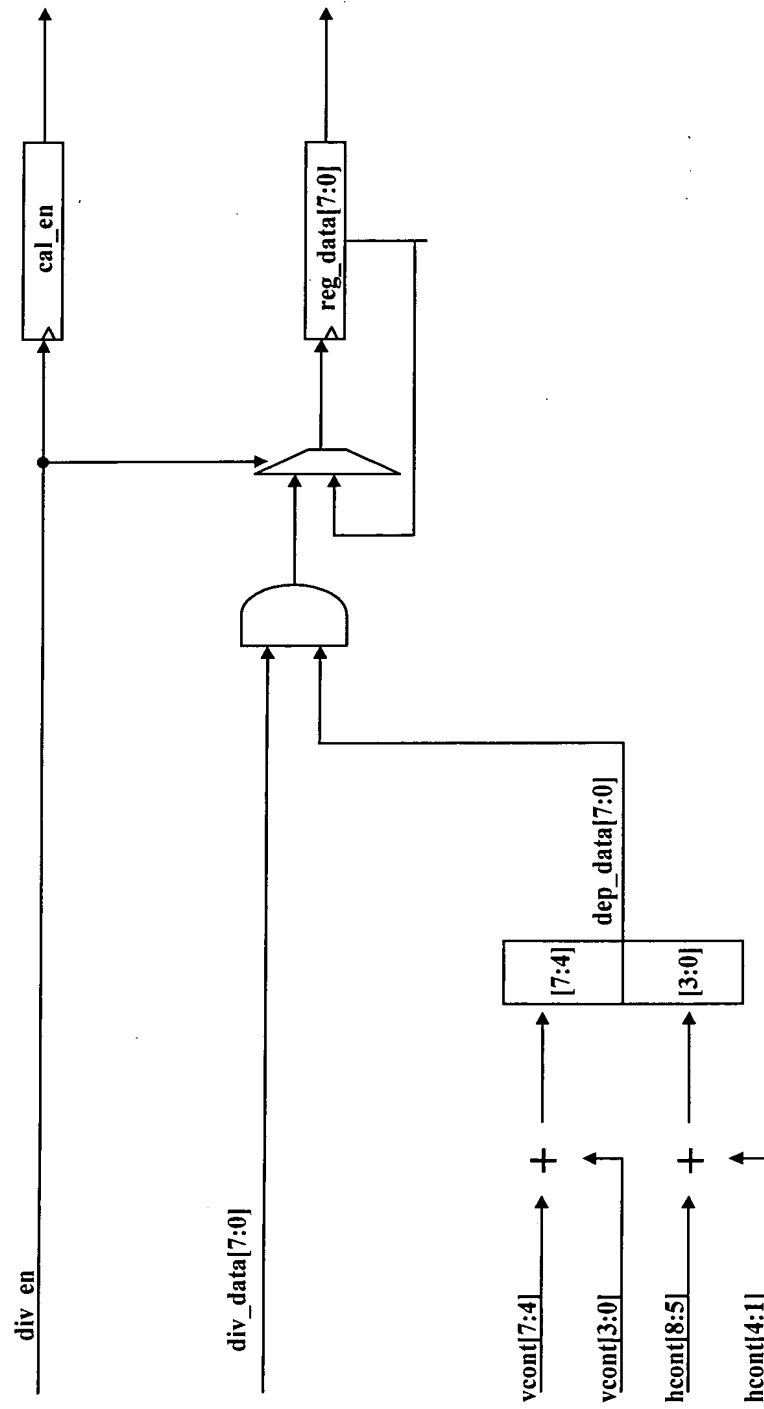 div_en
cal_en
div_data[7:0]
reg_data[7:0]
dep_data[7:0]
vcont[7:4]
[7:4]
vcont[3:0]
hcont[8:5]
[3:0]
hcont[4:1]